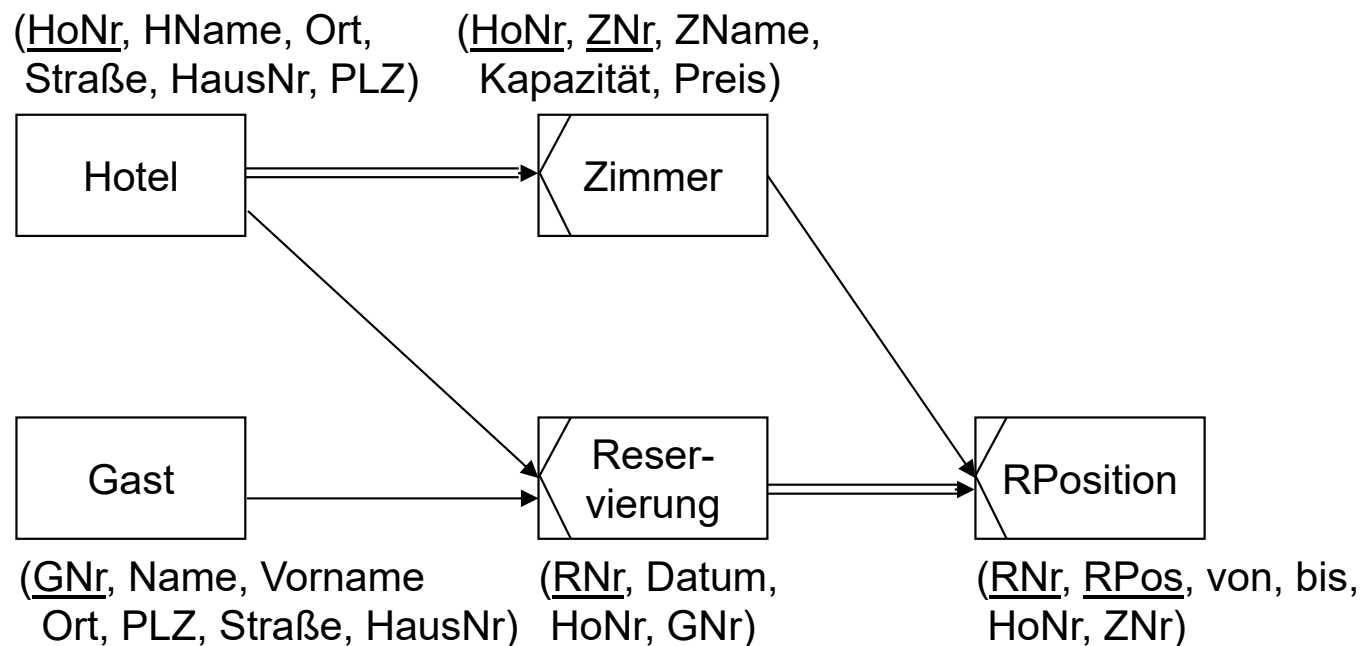 (HoNr, HName, Ort,
Straße, HausNr, PLZ)
(HoNr, ZNr, ZName,
Kapazität, Preis)
Hotel
Zimmer
Gast
Reser-
vierung
RPosition
(GNr, Name, Vorname
Ort, PLZ, Straße, HausNr)
(RNr, Datum,
HoNr, GNr)
(RNr, RPos, von, bis,
HoNr, ZNr)